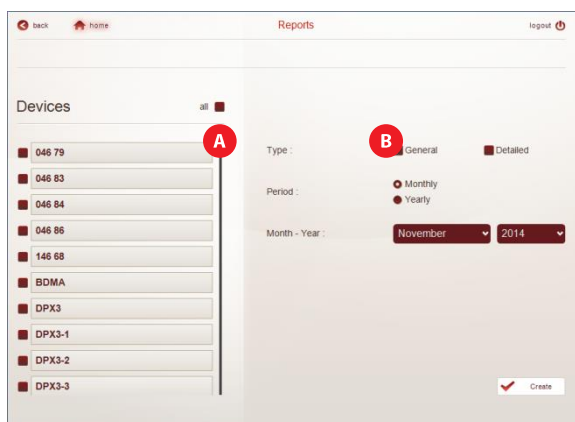 back home Reports logout
Devices all
A
B
046 79
046 83
046 84
046 86
146 68
BDMA
DPX3
DPX3-1
DPX3-2
DPX3-3
Type : General Detailed
Period : Monthly
Yearly
Month - Year : November 2014
Create